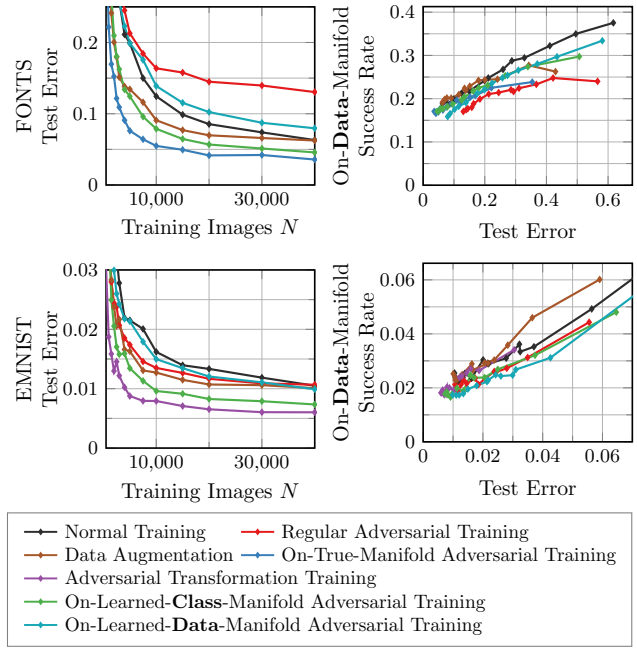 FONTS
Test Error
0.2
0.1
0
10,000
30,000
Training Images N
On-Data-Manifold
Success Rate
0.4
0.3
0.2
0.1
0
0
0.2
0.4
0.6
Test Error
EMNIST
Test Error
0.03
0.02
0.01
0
10,000
30,000
Training Images N
On-Data-Manifold
Success Rate
0.06
0.04
0.02
0
0
0.02
0.04
0.06
Test Error
Normal Training
Regular Adversarial Training
Data Augmentation
On-True-Manifold Adversarial Training
Adversarial Transformation Training
On-Learned-Class-Manifold Adversarial Training
On-Learned-Data-Manifold Adversarial Training